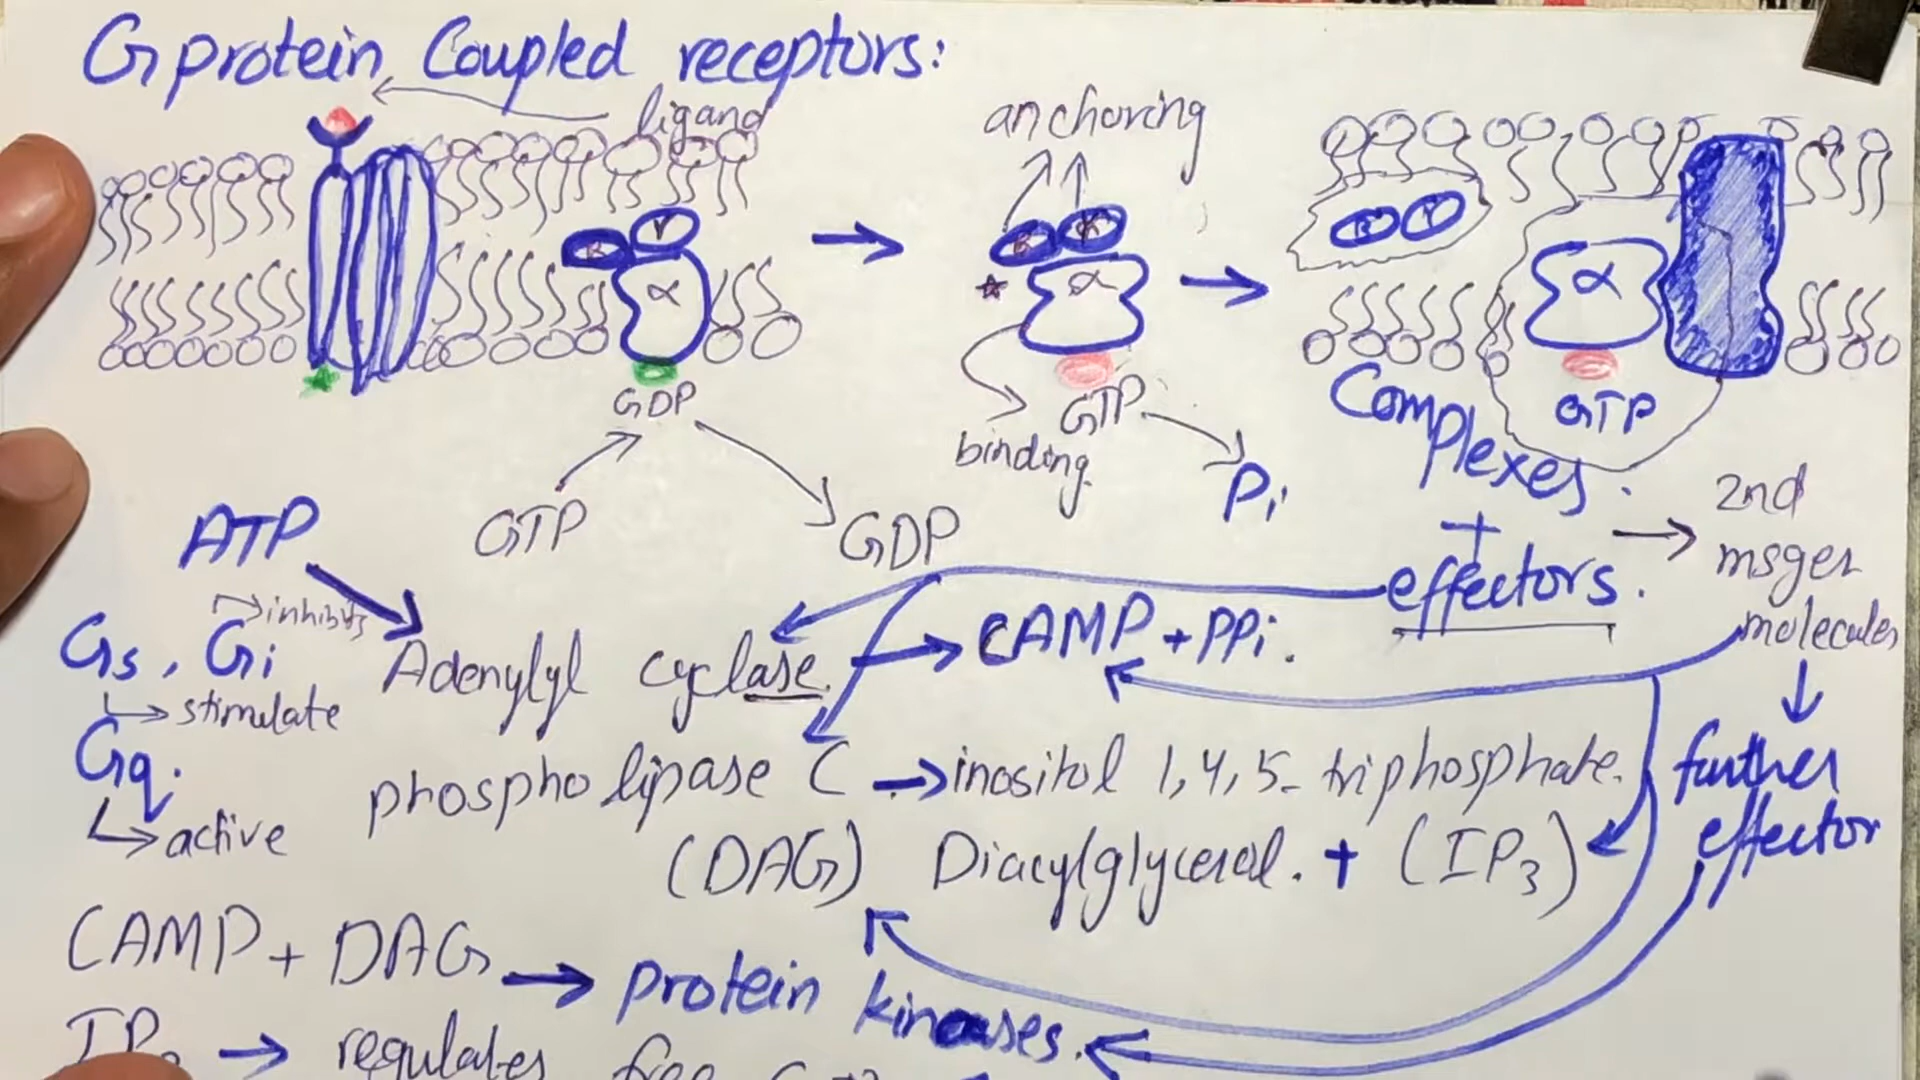 G protein Coupled receptors:
ligand
anchoring
α
GDP
GTP
GDP
α
binding
GTP
Pi
α
GTP
Complexes.
+
effectors.
2nd
msger
molecules
further
effector
ATP
Gs, Gi
inhibits
stimulate
Gq.
active
Adenylyl cyclase.
CAMP + PPi.
phospholipase C → inositol 1,4,5- triphosphate.
(DAG) Diacylglycerol. + (IP3)
CAMP + DAG → protein kinases.
→ regulates free